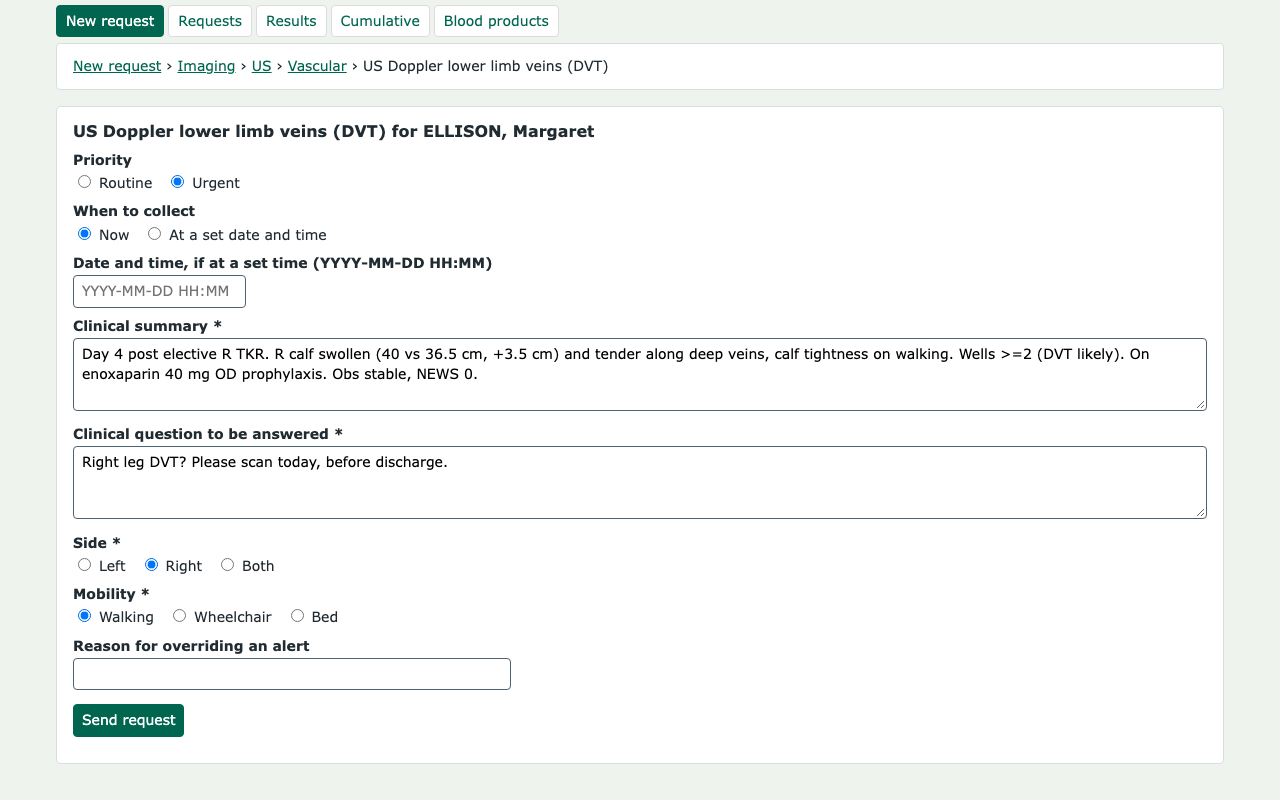 New request Requests Results Cumulative Blood products
New request › Imaging › US › Vascular › US Doppler lower limb veins (DVT)
US Doppler lower limb veins (DVT) for ELLISON, Margaret
Priority
Routine Urgent
When to collect
Now At a set date and time
Date and time, if at a set time (YYYY-MM-DD HH:MM)
YYYY-MM-DD HH:MM
Clinical summary *
Day 4 post elective R TKR. R calf swollen (40 vs 36.5 cm, +3.5 cm) and tender along deep veins, calf tightness on walking. Wells >=2 (DVT likely). On
enoxaparin 40 mg OD prophylaxis. Obs stable, NEWS 0.
Clinical question to be answered *
Right leg DVT? Please scan today, before discharge.
Side *
Left Right Both
Mobility *
Walking Wheelchair Bed
Reason for overriding an alert
Send request